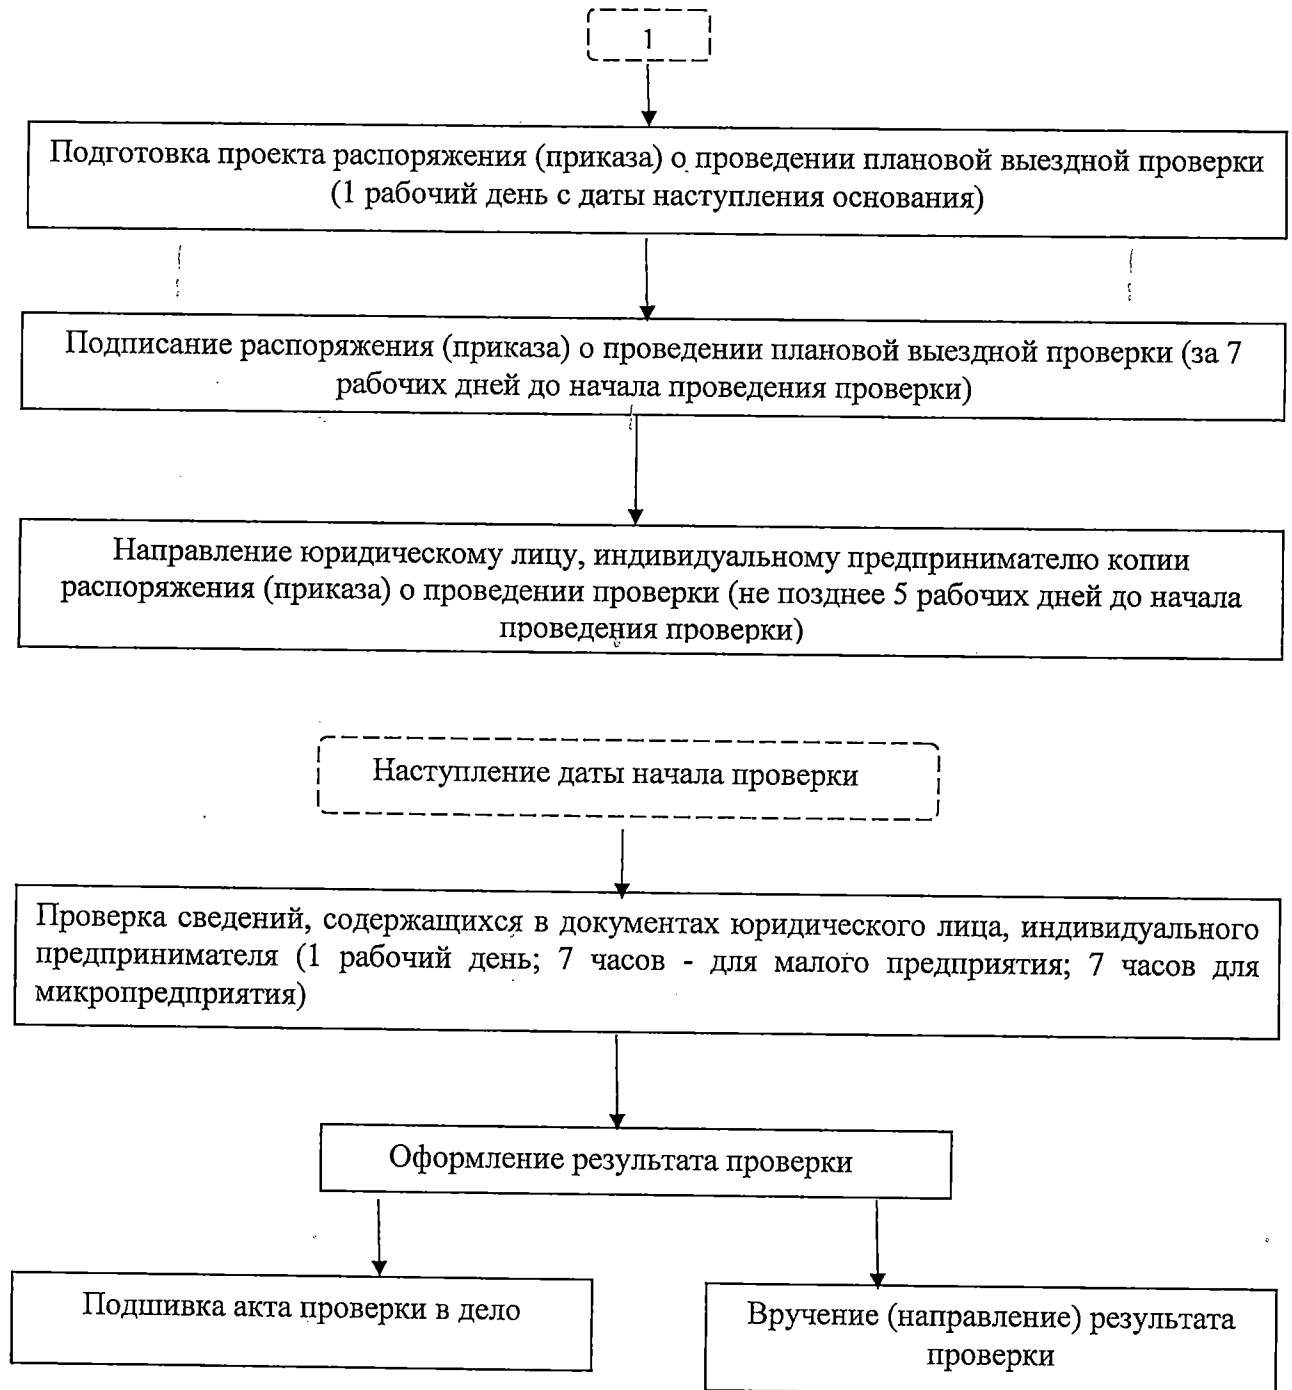 1
Подготовка проекта распоряжения (приказа) о проведении плановой выездной проверки
(1 рабочий день с даты наступления основания)
Подписание распоряжения (приказа) о проведении плановой выездной проверки (за 7
рабочих дней до начала проведения проверки)
Направление юридическому лицу, индивидуальному предпринимателю копии
распоряжения (приказа) о проведении проверки (не позднее 5 рабочих дней до начала
проведения проверки)
Наступление даты начала проверки
Проверка сведений, содержащихся в документах юридического лица, индивидуального
предпринимателя (1 рабочий день; 7 часов - для малого предприятия; 7 часов для
микропредприятия)
Оформление результата проверки
Подшивка акта проверки в дело
Вручение (направление) результата
проверки